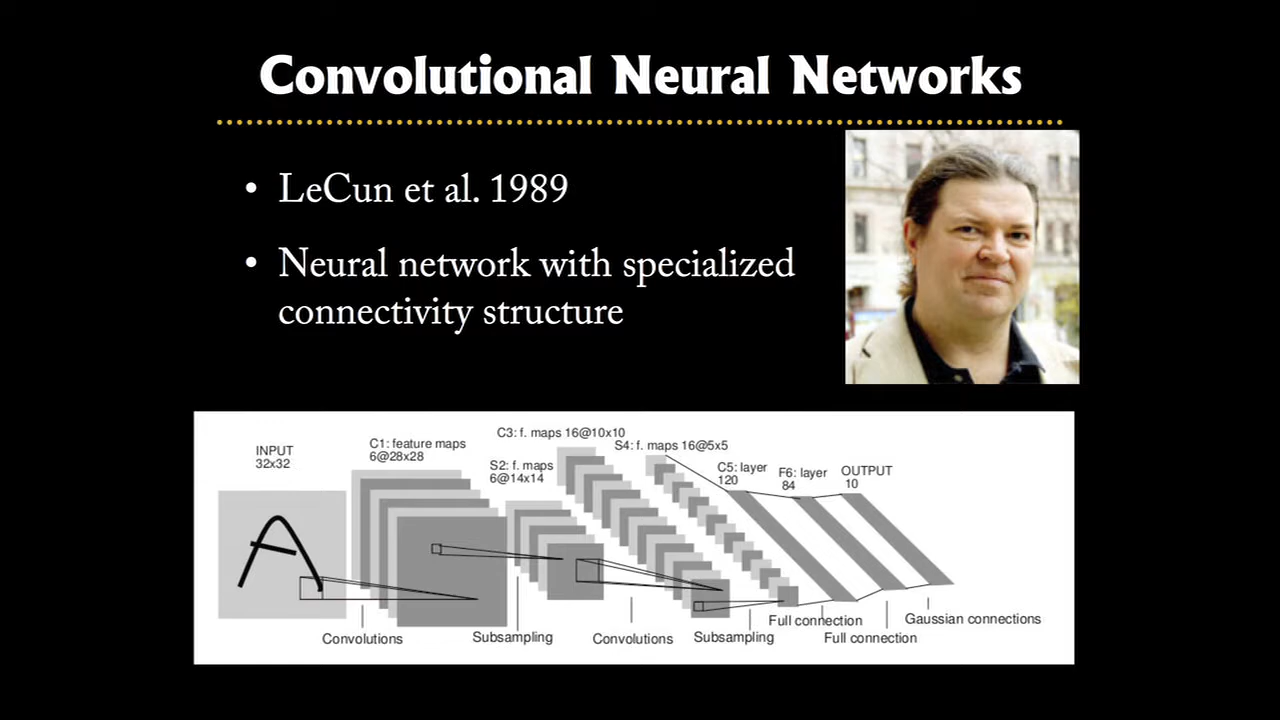 Convolutional Neural Networks
• LeCun et al. 1989
• Neural network with specialized
connectivity structure
INPUT
32x32
C1: feature maps
6@28x28
S2: f. maps
6@14x14
C3: f. maps 16@10x10
S4: f. maps 16@5x5
C5: layer
120
F6: layer
84
OUTPUT
10
A
Convolutions
Subsampling
Convolutions
Subsampling
Full connection
Full connection
Gaussian connections